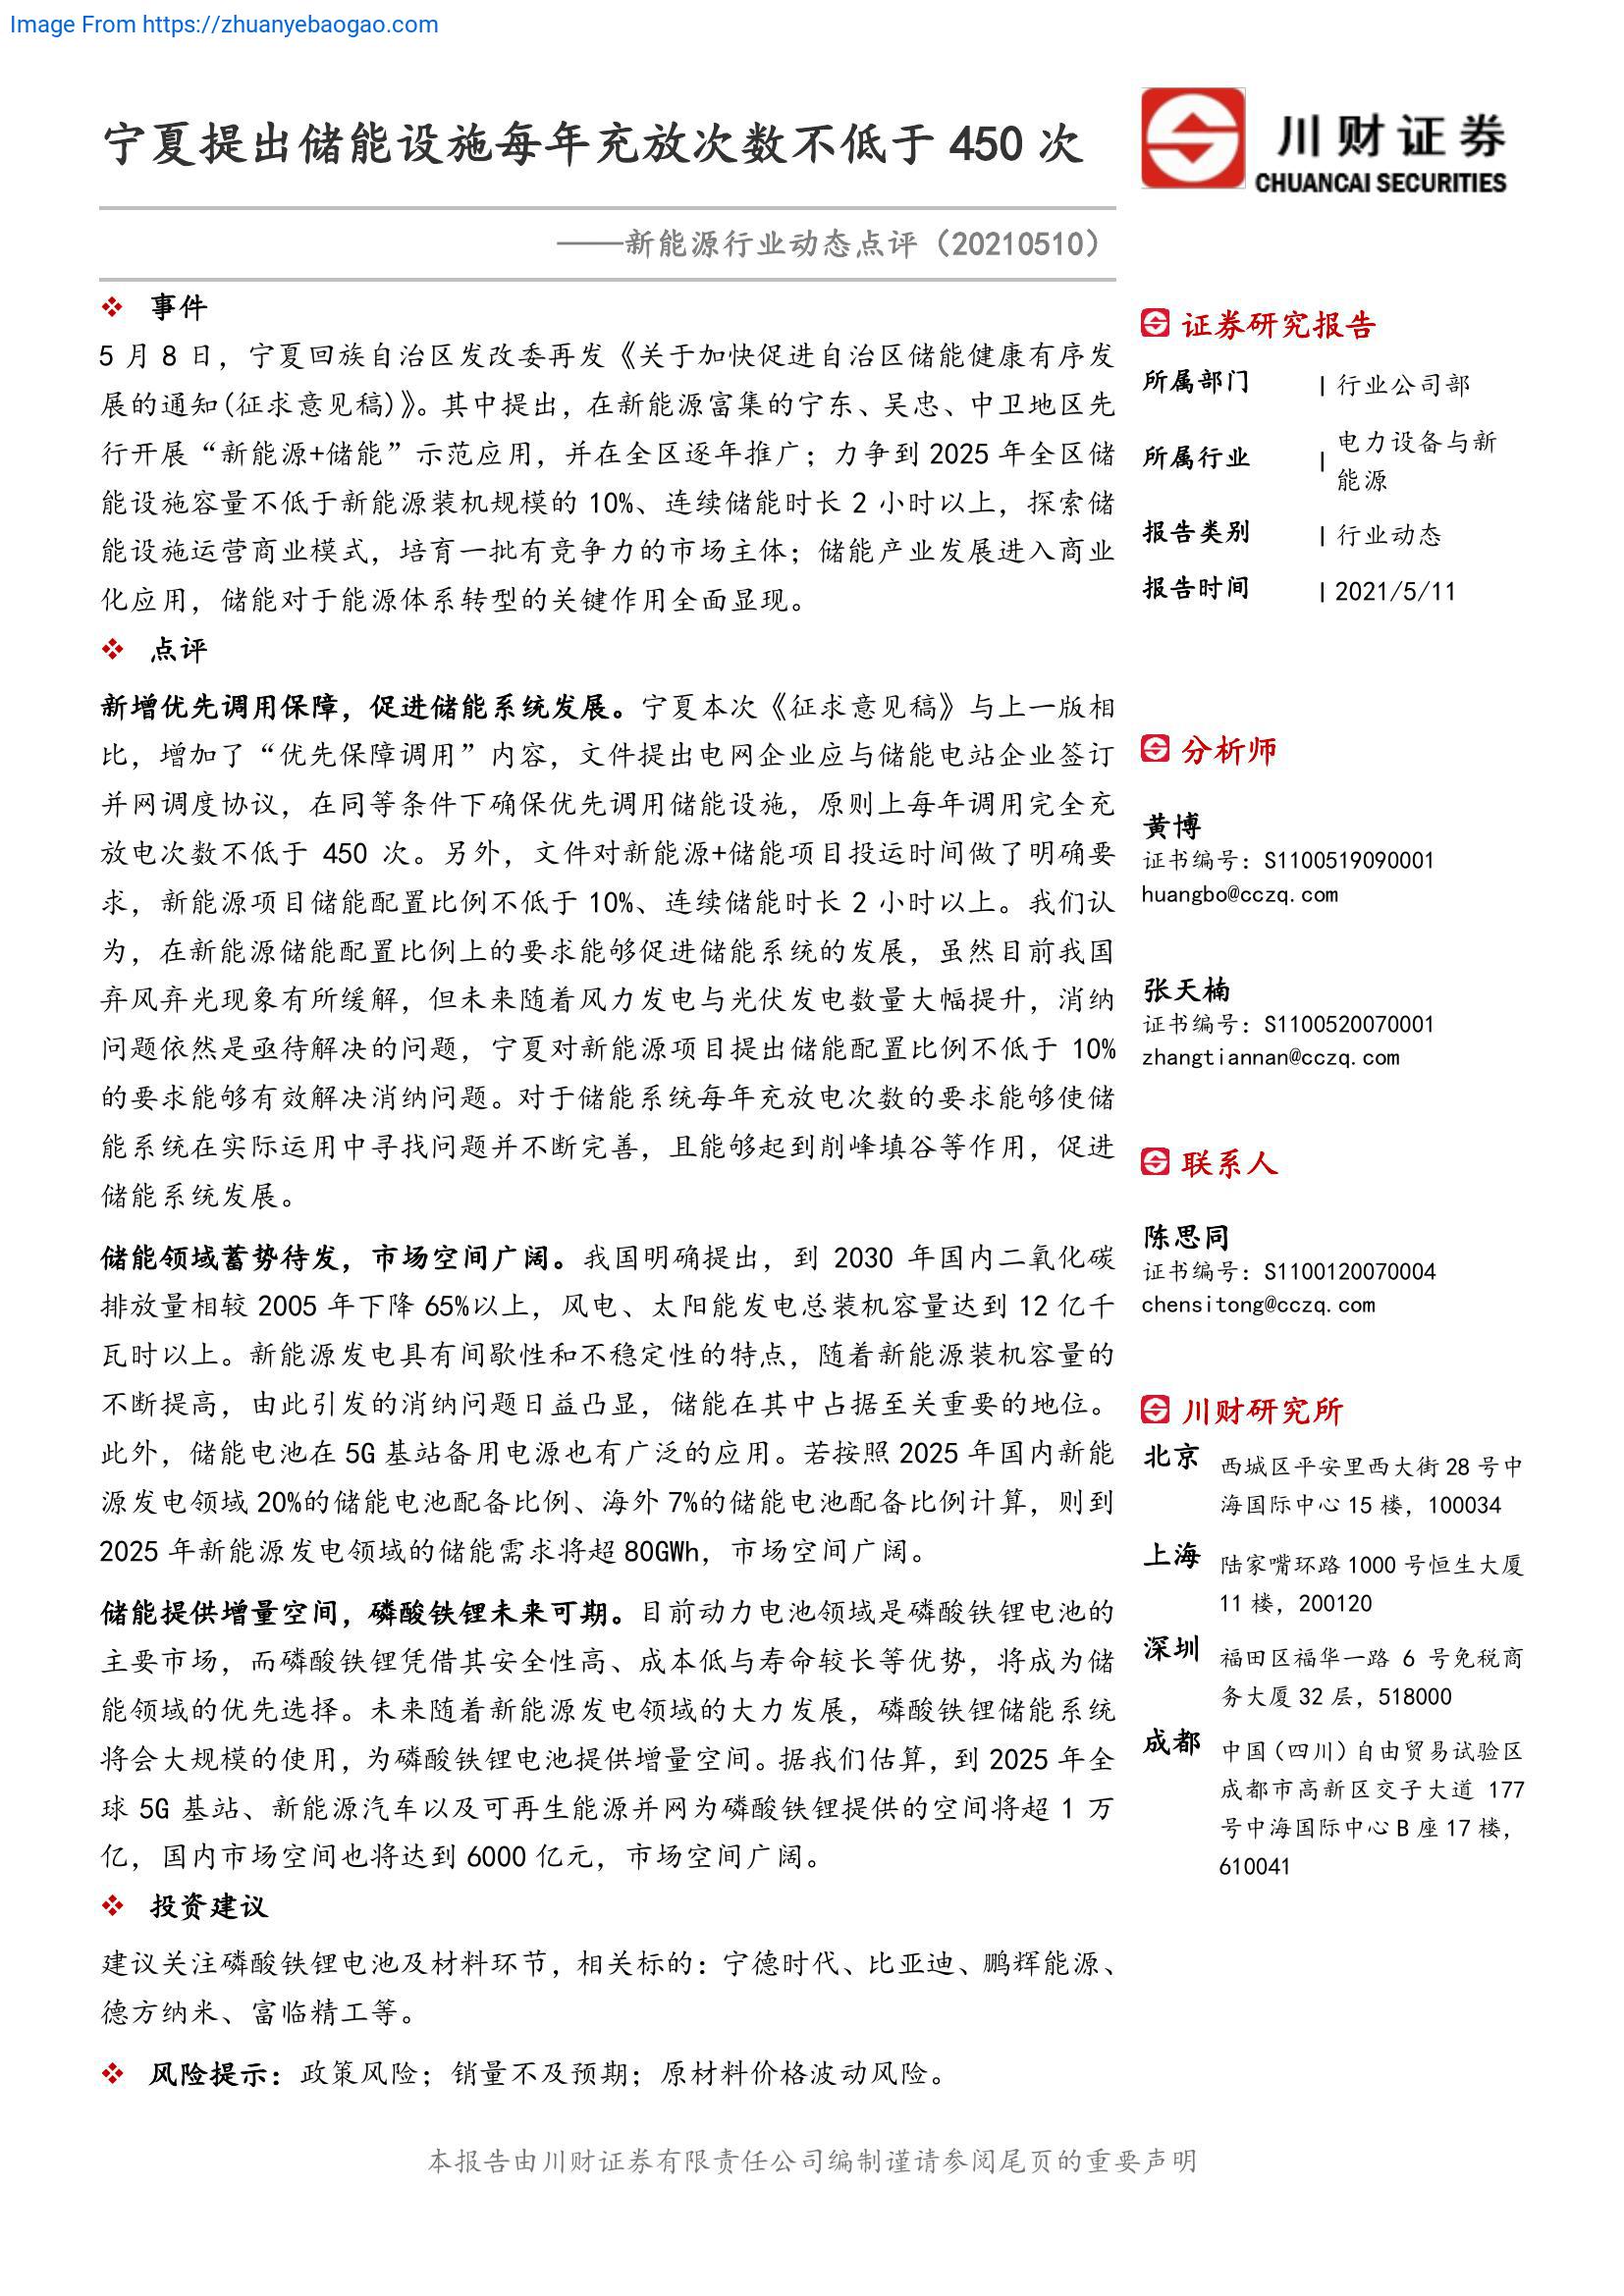 Image From https://zhuanyebaogao.com
宁夏提出储能设施每年充放次数不低于 450 次
川财证券
CHUANCAI SECURITIES
——新能源行业动态点评（20210510）
❖ 事件
5 月 8 日，宁夏回族自治区发改委再发《关于加快促进自治区储能健康有序发
展的通知(征求意见稿)》。其中提出，在新能源富集的宁东、吴忠、中卫地区先
行开展“新能源+储能”示范应用，并在全区逐年推广；力争到 2025 年全区储
能设施容量不低于新能源装机规模的 10%、连续储能时长 2 小时以上，探索储
能设施运营商业模式，培育一批有竞争力的市场主体；储能产业发展进入商业
化应用，储能对于能源体系转型的关键作用全面显现。
❖ 点评
新增优先调用保障，促进储能系统发展。宁夏本次《征求意见稿》与上一版相
比，增加了“优先保障调用”内容，文件提出电网企业应与储能电站企业签订
并网调度协议，在同等条件下确保优先调用储能设施，原则上每年调用完全充
放电次数不低于 450 次。另外，文件对新能源+储能项目投运时间做了明确要
求，新能源项目储能配置比例不低于 10%、连续储能时长 2 小时以上。我们认
为，在新能源储能配置比例上的要求能够促进储能系统的发展，虽然目前我国
弃风弃光现象有所缓解，但未来随着风力发电与光伏发电数量大幅提升，消纳
问题依然是亟待解决的问题，宁夏对新能源项目提出储能配置比例不低于 10%
的要求能够有效解决消纳问题。对于储能系统每年充放电次数的要求能够使储
能系统在实际运用中寻找问题并不断完善，且能够起到削峰填谷等作用，促进
储能系统发展。
储能领域蓄势待发，市场空间广阔。我国明确提出，到 2030 年国内二氧化碳
排放量相较 2005 年下降 65%以上，风电、太阳能发电总装机容量达到 12 亿千
瓦时以上。新能源发电具有间歇性和不稳定性的特点，随着新能源装机容量的
不断提高，由此引发的消纳问题日益凸显，储能在其中占据至关重要的地位。
此外，储能电池在 5G 基站备用电源也有广泛的应用。若按照 2025 年国内新能
源发电领域 20%的储能电池配备比例、海外 7%的储能电池配备比例计算，则到
2025 年新能源发电领域的储能需求将超 80GWh，市场空间广阔。
储能提供增量空间，磷酸铁锂未来可期。目前动力电池领域是磷酸铁锂电池的
主要市场，而磷酸铁锂凭借其安全性高、成本低与寿命较长等优势，将成为储
能领域的优先选择。未来随着新能源发电领域的大力发展，磷酸铁锂储能系统
将会大规模的使用，为磷酸铁锂电池提供增量空间。据我们估算，到 2025 年全
球 5G 基站、新能源汽车以及可再生能源并网为磷酸铁锂提供的空间将超 1 万
亿，国内市场空间也将达到 6000 亿元，市场空间广阔。
❖ 投资建议
建议关注磷酸铁锂电池及材料环节，相关标的：宁德时代、比亚迪、鹏辉能源、
德方纳米、富临精工等。
❖ 风险提示：政策风险；销量不及预期；原材料价格波动风险。
证券研究报告
所属部门 | 行业公司部
所属行业 | 电力设备与新
能源
报告类别 | 行业动态
报告时间 | 2021/5/11
分析师
黄博
证书编号：S1100519090001
huangbo@cczq.com
张天楠
证书编号：S1100520070001
zhangtiannan@cczq.com
联系人
陈思同
证书编号：S1100120070004
chensitong@cczq.com
川财研究所
北京 西城区平安里西大街 28 号中
海国际中心 15 楼，100034
上海 陆家嘴环路 1000 号恒生大厦
11 楼，200120
深圳 福田区福华一路 6 号免税商
务大厦 32 层，518000
成都 中国（四川）自由贸易试验区
成都市高新区交子大道 177
号中海国际中心 B 座 17 楼，
610041
本报告由川财证券有限责任公司编制谨请参阅尾页的重要声明